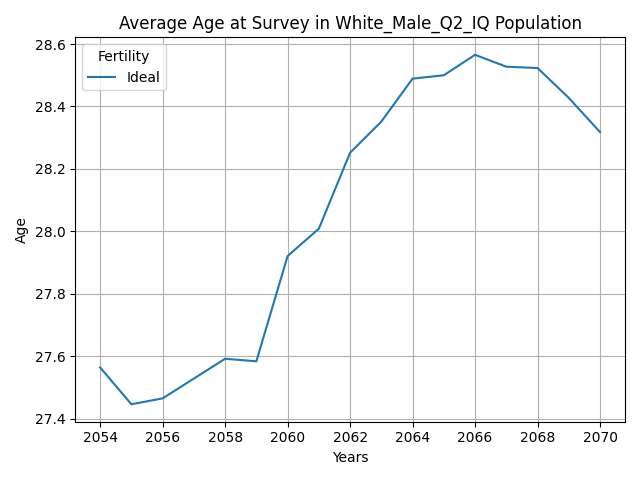 Average Age at Survey in White_Male_Q2_IQ Population
Fertility
Ideal
28.6
28.4
28.2
28.0
27.8
27.6
27.4
Age
2054 2056 2058 2060 2062 2064 2066 2068 2070
Years